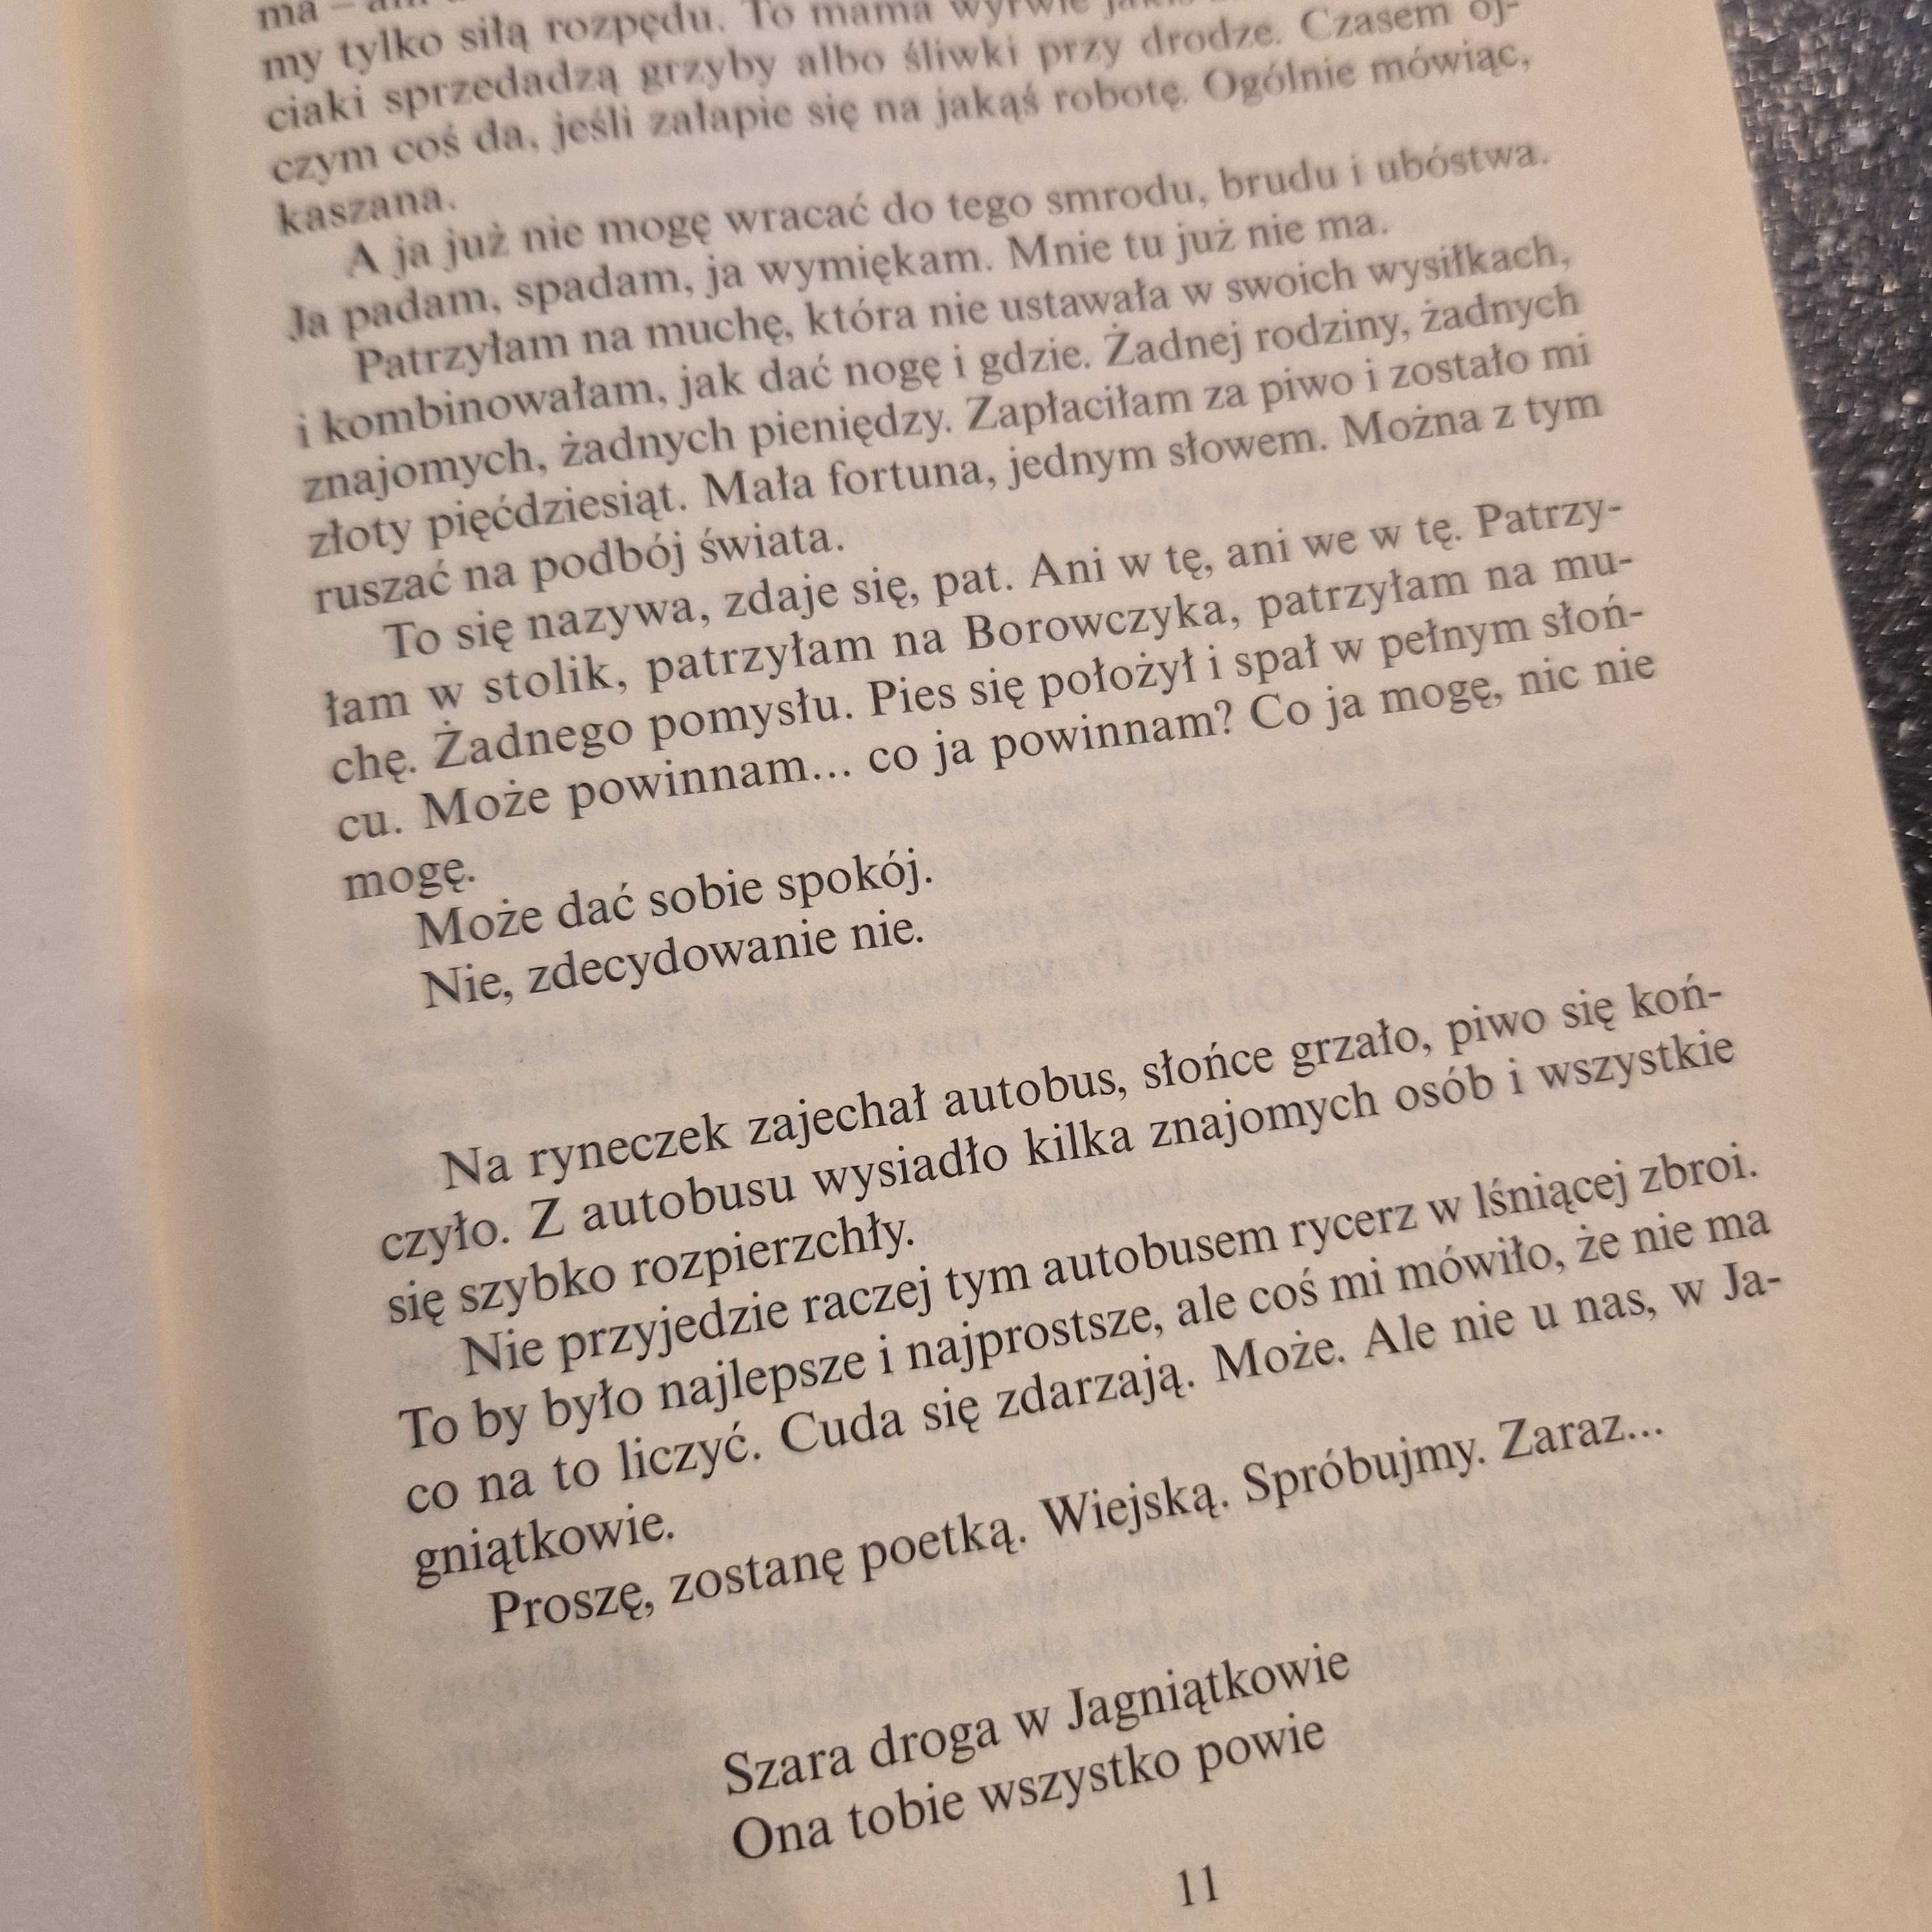 my tylko siłą rozpędu. To mama wyrwie
ciaki sprzedadzą grzyby albo śliwki przy drodze. Czasem oj-
czym coś da, jeśli załapie się na jakąś robotę. Ogólnie mówiąc,
kaszana.
A ja już nie mogę wracać do tego smrodu, brudu i ubóstwa.
Ja padam, spadam, ja wymiękam. Mnie tu już nie ma.
Patrzyłam na muchę, która nie ustawała w swoich wysiłkach,
i kombinowałam, jak dać nogę i gdzie. Żadnej rodziny, żadnych
znajomych, żadnych pieniędzy. Zapłaciłam za piwo i zostało mi
złoty pięćdziesiąt. Mała fortuna, jednym słowem. Można z tym
ruszać na podbój świata.
To się nazywa, zdaje się, pat. Ani w tę, ani we w tę. Patrzy-
łam w stolik, patrzyłam na Borowczyka, patrzyłam na mu-
chę. Żadnego pomysłu. Pies się położył i spał w pełnym słoń-
cu. Może powinnam... co ja powinnam? Co ja mogę, nic nie
mogę.
Może dać sobie spokój.
Nie, zdecydowanie nie.
Na ryneczek zajechał autobus, słońce grzało, piwo się koń-
czyło. Z autobusu wysiadło kilka znajomych osób i wszystkie
się szybko rozpierzchły.
Nie przyjedzie raczej tym autobusem rycerz w lśniącej zbroi.
To by było najlepsze i najprostsze, ale coś mi mówiło, że nie ma
co na to liczyć. Cuda się zdarzają. Może. Ale nie u nas, w Ja-
gniątkowie.
Proszę, zostanę poetką. Wiejską. Spróbujmy. Zaraz...
Szara droga w Jagniątkowie
Ona tobie wszystko powie
11